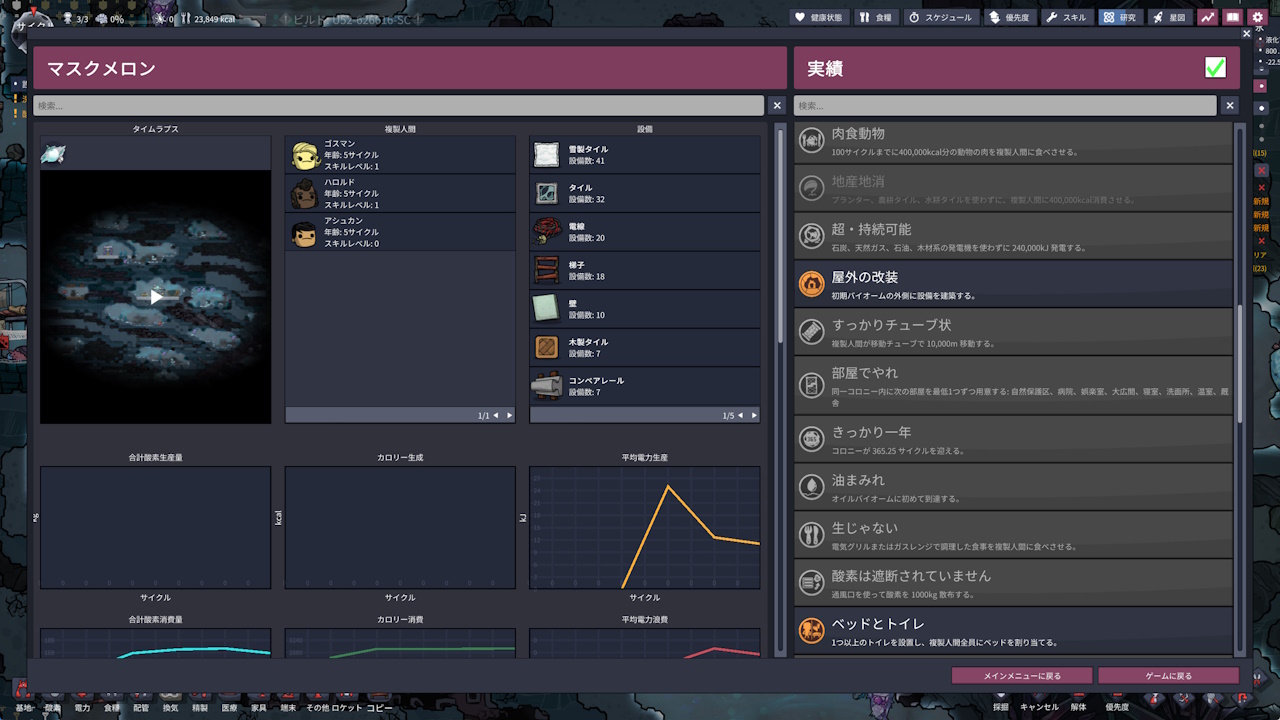 3/3
0%
0
23,849 kcal
! ビルド: U52-626616-SC !
健康状態
食糧
スケジュール
優先度
スキル
研究
星図
マスクメロン
検索...
タイムラプス
複製人間
設備
ゴスマン
年齢: 5サイクル
スキルレベル: 1
ハロルド
年齢: 5サイクル
スキルレベル: 1
アシュカン
年齢: 5サイクル
スキルレベル: 0
1/1
雪製タイル
設備数: 41
タイル
設備数: 32
電線
設備数: 20
梯子
設備数: 18
壁
設備数: 10
木製タイル
設備数: 7
コンベアレール
設備数: 7
1/5
合計酸素生産量
カロリー生成
平均電力生産
kg
kcal
kJ
サイクル
サイクル
サイクル
合計酸素消費量
カロリー消費
平均電力浪費
実績
検索...
肉食動物
100サイクルまでに400,000kcal分の動物の肉を複製人間に食べさせる。
地産地消
プランター、農耕タイル、水耕タイルを使わずに、複製人間に400,000kcal消費させる。
超・持続可能
石炭、天然ガス、石油、木材系の発電機を使わずに 240,000kJ 発電する。
屋外の改装
初期バイオームの外側に設備を建築する。
すっかりチューブ状
複製人間が移動チューブで 10,000m 移動する。
部屋でやれ
同一コロニー内に次の部屋を最低1つずつ用意する: 自然保護区、病院、娯楽室、大広間、寝室、洗面所、温室、厩
舎
きっかり一年
コロニーが 365.25 サイクルを迎える。
油まみれ
オイルバイオームに初めて到達する。
生じゃない
電気グリルまたはガスレンジで調理した食事を複製人間に食べさせる。
酸素は遮断されていません
通風口を使って酸素を 1000kg 散布する。
ベッドとトイレ
1つ以上のトイレを設置し、複製人間全員にベッドを割り当てる。
メインメニューに戻る
ゲームに戻る
基地
酸素
電力
食糧
配管
換気
精製
医療
家具
端末
その他
ロケット
コピー
採掘
キャンセル
解体
優先度